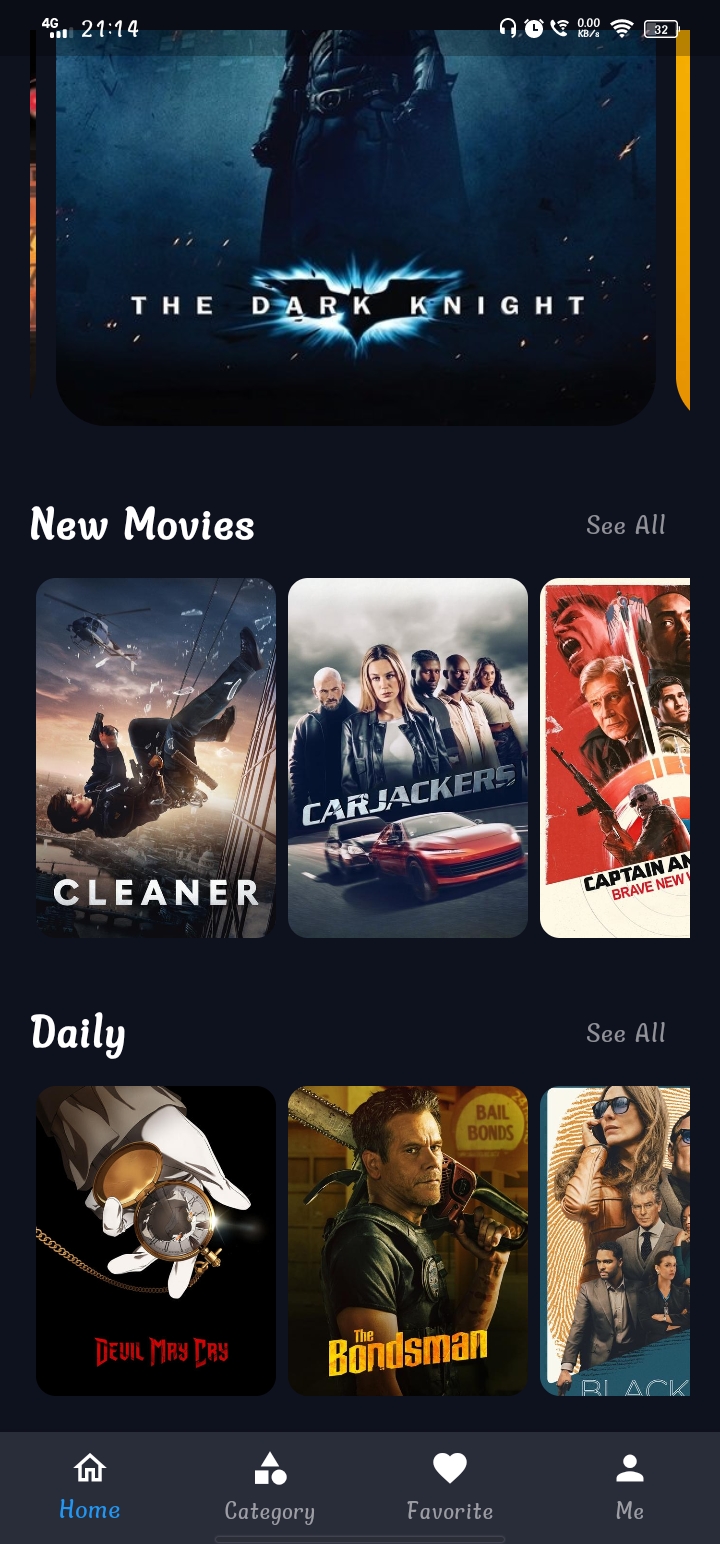 4G 21:14 0.00 KB/s 32
THE DARK KNIGHT
New Movies See All
CLEANER
CARJACKERS
CAPTAIN AM
BRAVE NEW
Daily See All
DEVIL MAY CRY
BAIL
BONDS
The
Bondsman
BLACK
Home Category Favorite Me